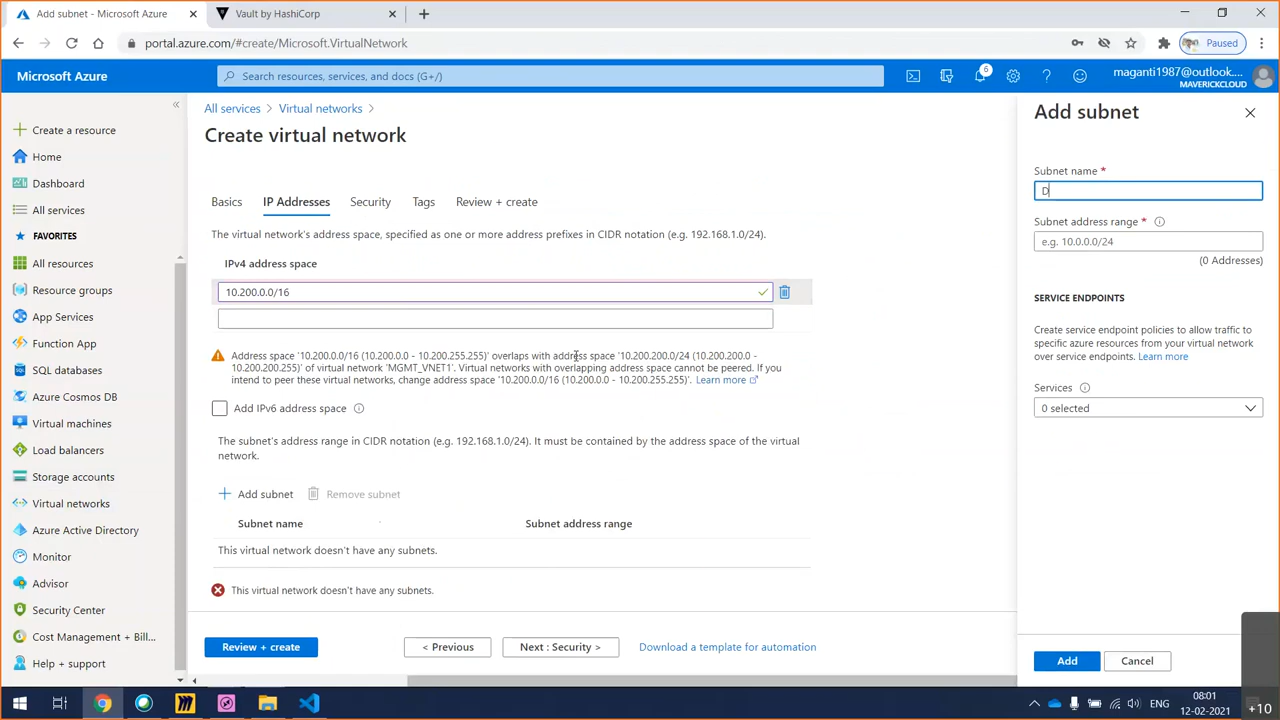 Add subnet - Microsoft Azure
Vault by HashiCorp
portal.azure.com/#create/Microsoft.VirtualNetwork
Paused
Microsoft Azure
Search resources, services, and docs (G+/)
6
maganti1987@outlook....
MAVERICKCLOUD
Create a resource
Home
Dashboard
All services
FAVORITES
All resources
Resource groups
App Services
Function App
SQL databases
Azure Cosmos DB
Virtual machines
Load balancers
Storage accounts
Virtual networks
Azure Active Directory
Monitor
Advisor
Security Center
Cost Management + Bill...
Help + support
All services > Virtual networks >
Create virtual network
Basics IP Addresses Security Tags Review + create
The virtual network's address space, specified as one or more address prefixes in CIDR notation (e.g. 192.168.1.0/24).
IPv4 address space
10.200.0.0/16
Address space '10.200.0.0/16 (10.200.0.0 - 10.200.255.255)' overlaps with address space '10.200.200.0/24 (10.200.200.0 -
10.200.200.255)' of virtual network 'MGMT_VNET1'. Virtual networks with overlapping address space cannot be peered. If you
intend to peer these virtual networks, change address space '10.200.0.0/16 (10.200.0.0 - 10.200.255.255)'. Learn more
Add IPv6 address space
The subnet's address range in CIDR notation (e.g. 192.168.1.0/24). It must be contained by the address space of the virtual
network.
Add subnet Remove subnet
Subnet name Subnet address range
This virtual network doesn't have any subnets.
This virtual network doesn't have any subnets.
Review + create < Previous Next : Security > Download a template for automation
Add subnet
Subnet name *
D
Subnet address range *
e.g. 10.0.0.0/24
(0 Addresses)
SERVICE ENDPOINTS
Create service endpoint policies to allow traffic to
specific azure resources from your virtual network
over service endpoints. Learn more
Services
0 selected
Add Cancel
ENG
08:01
12-02-2021
+10